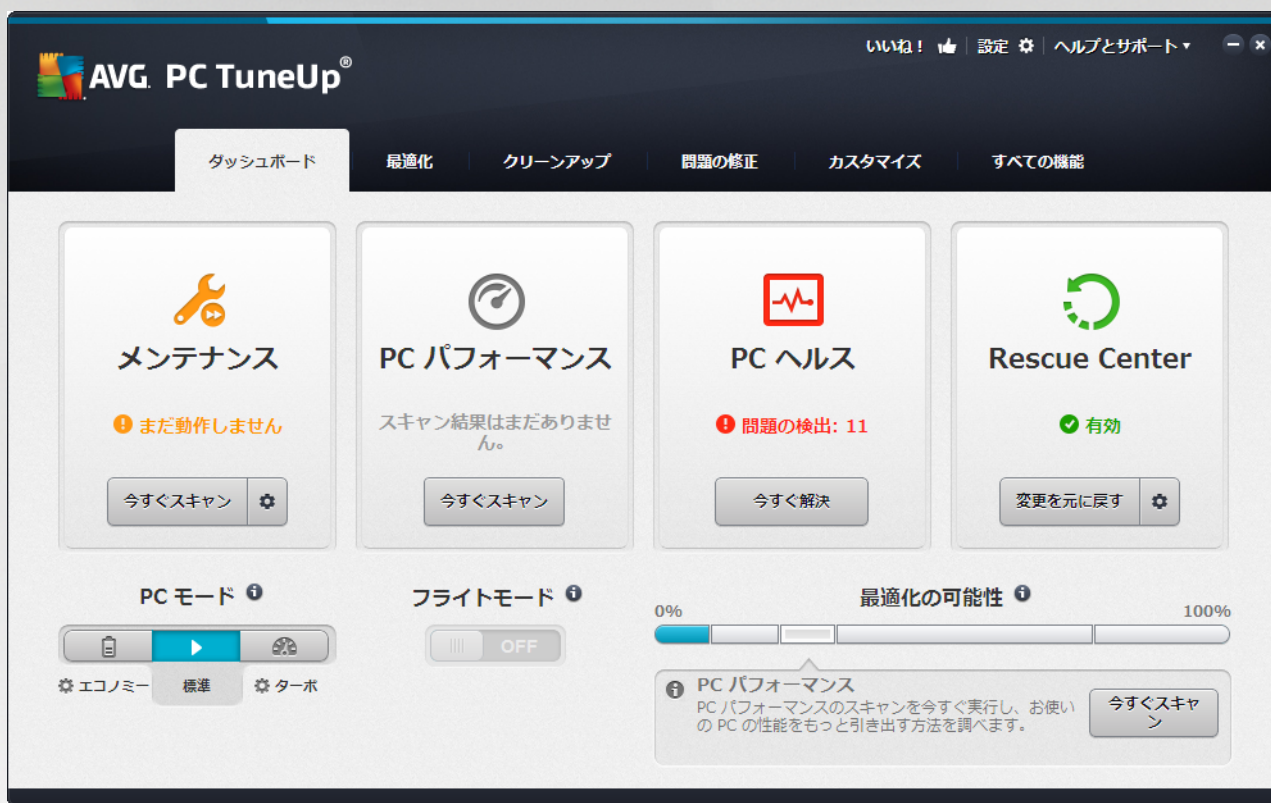 いいね！
設定
ヘルプとサポート
AVG. PC TuneUp®
ダッシュボード
最適化
クリーンアップ
問題の修正
カスタマイズ
すべての機能
メンテナンス
まだ動作しません
今すぐスキャン
PC パフォーマンス
スキャン結果はまだありませ
ん。
今すぐスキャン
PC ヘルス
問題の検出: 11
今すぐ解決
Rescue Center
有効
変更を元に戻す
PC モード
エコノミー
標準
ターボ
フライトモード
OFF
最適化の可能性
0%
100%
PC パフォーマンス
PC パフォーマンスのスキャンを今すぐ実行し、お使い
の PC の性能をもっと引き出す方法を調べます。
今すぐスキャ
ン